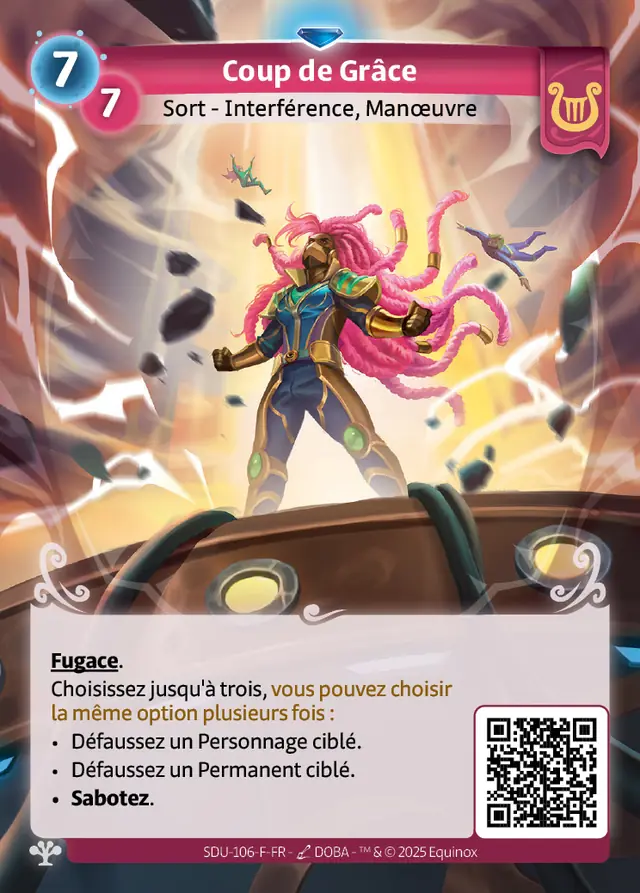 7
7
Coup de Grâce
Sort - Interférence, Manœuvre
Fugace.
Choisissez jusqu'à trois, vous pouvez choisir
la même option plusieurs fois :
• Défaussez un Personnage ciblé.
• Défaussez un Permanent ciblé.
• Sabotez.
SDU-106-F-FR - DOBA - ™ & © 2025 Equinox